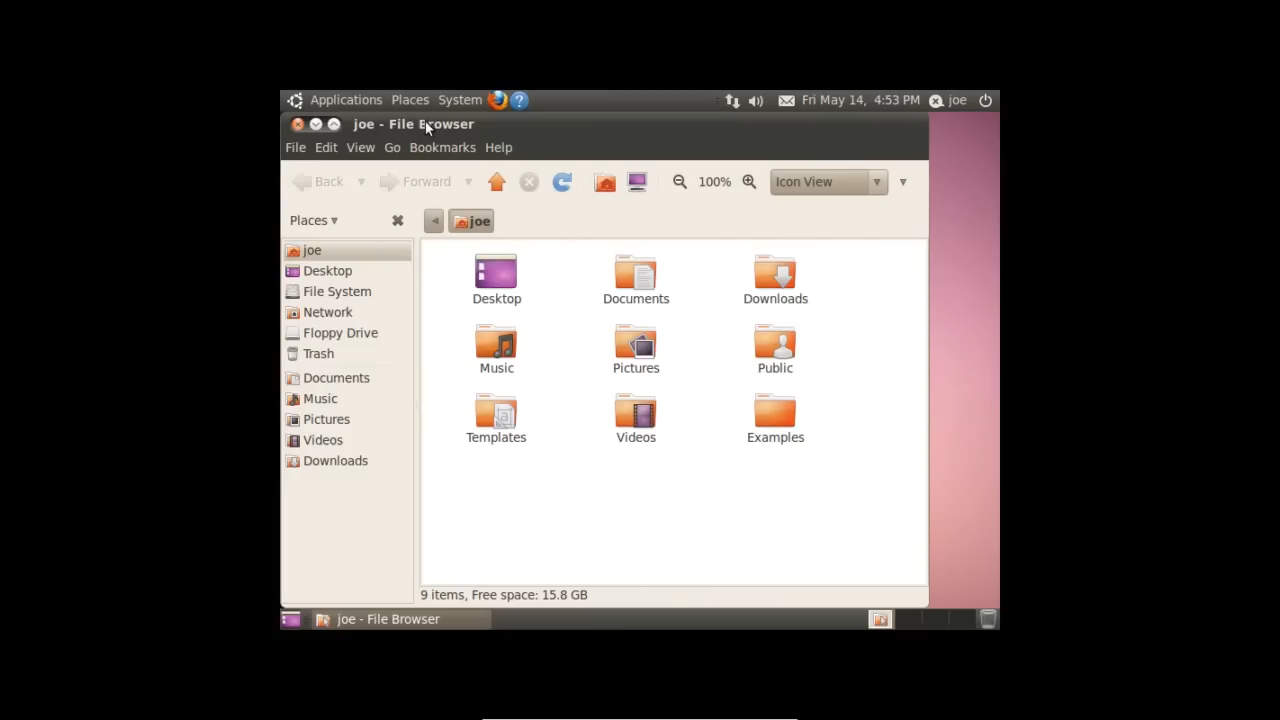 Applications Places System ? Fri May 14, 4:53 PM joe
joe - File Browser
File Edit View Go Bookmarks Help
Back Forward 100% Icon View
Places joe
joe
Desktop
File System
Network
Floppy Drive
Trash
Documents
Music
Pictures
Videos
Downloads
Desktop Documents Downloads
Music Pictures Public
Templates Videos Examples
9 items, Free space: 15.8 GB
joe - File Browser